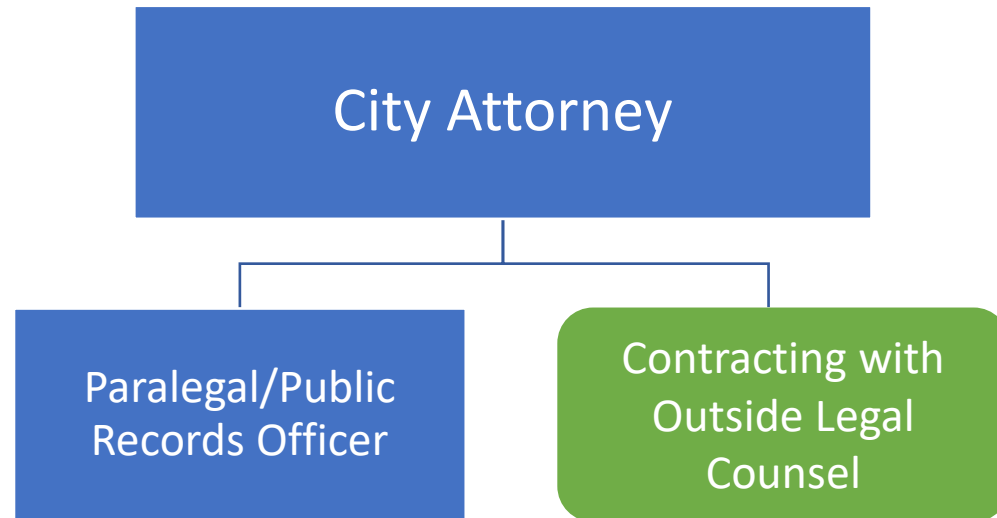 City Attorney
Paralegal/Public
Records Officer
Contracting with
Outside Legal
Counsel